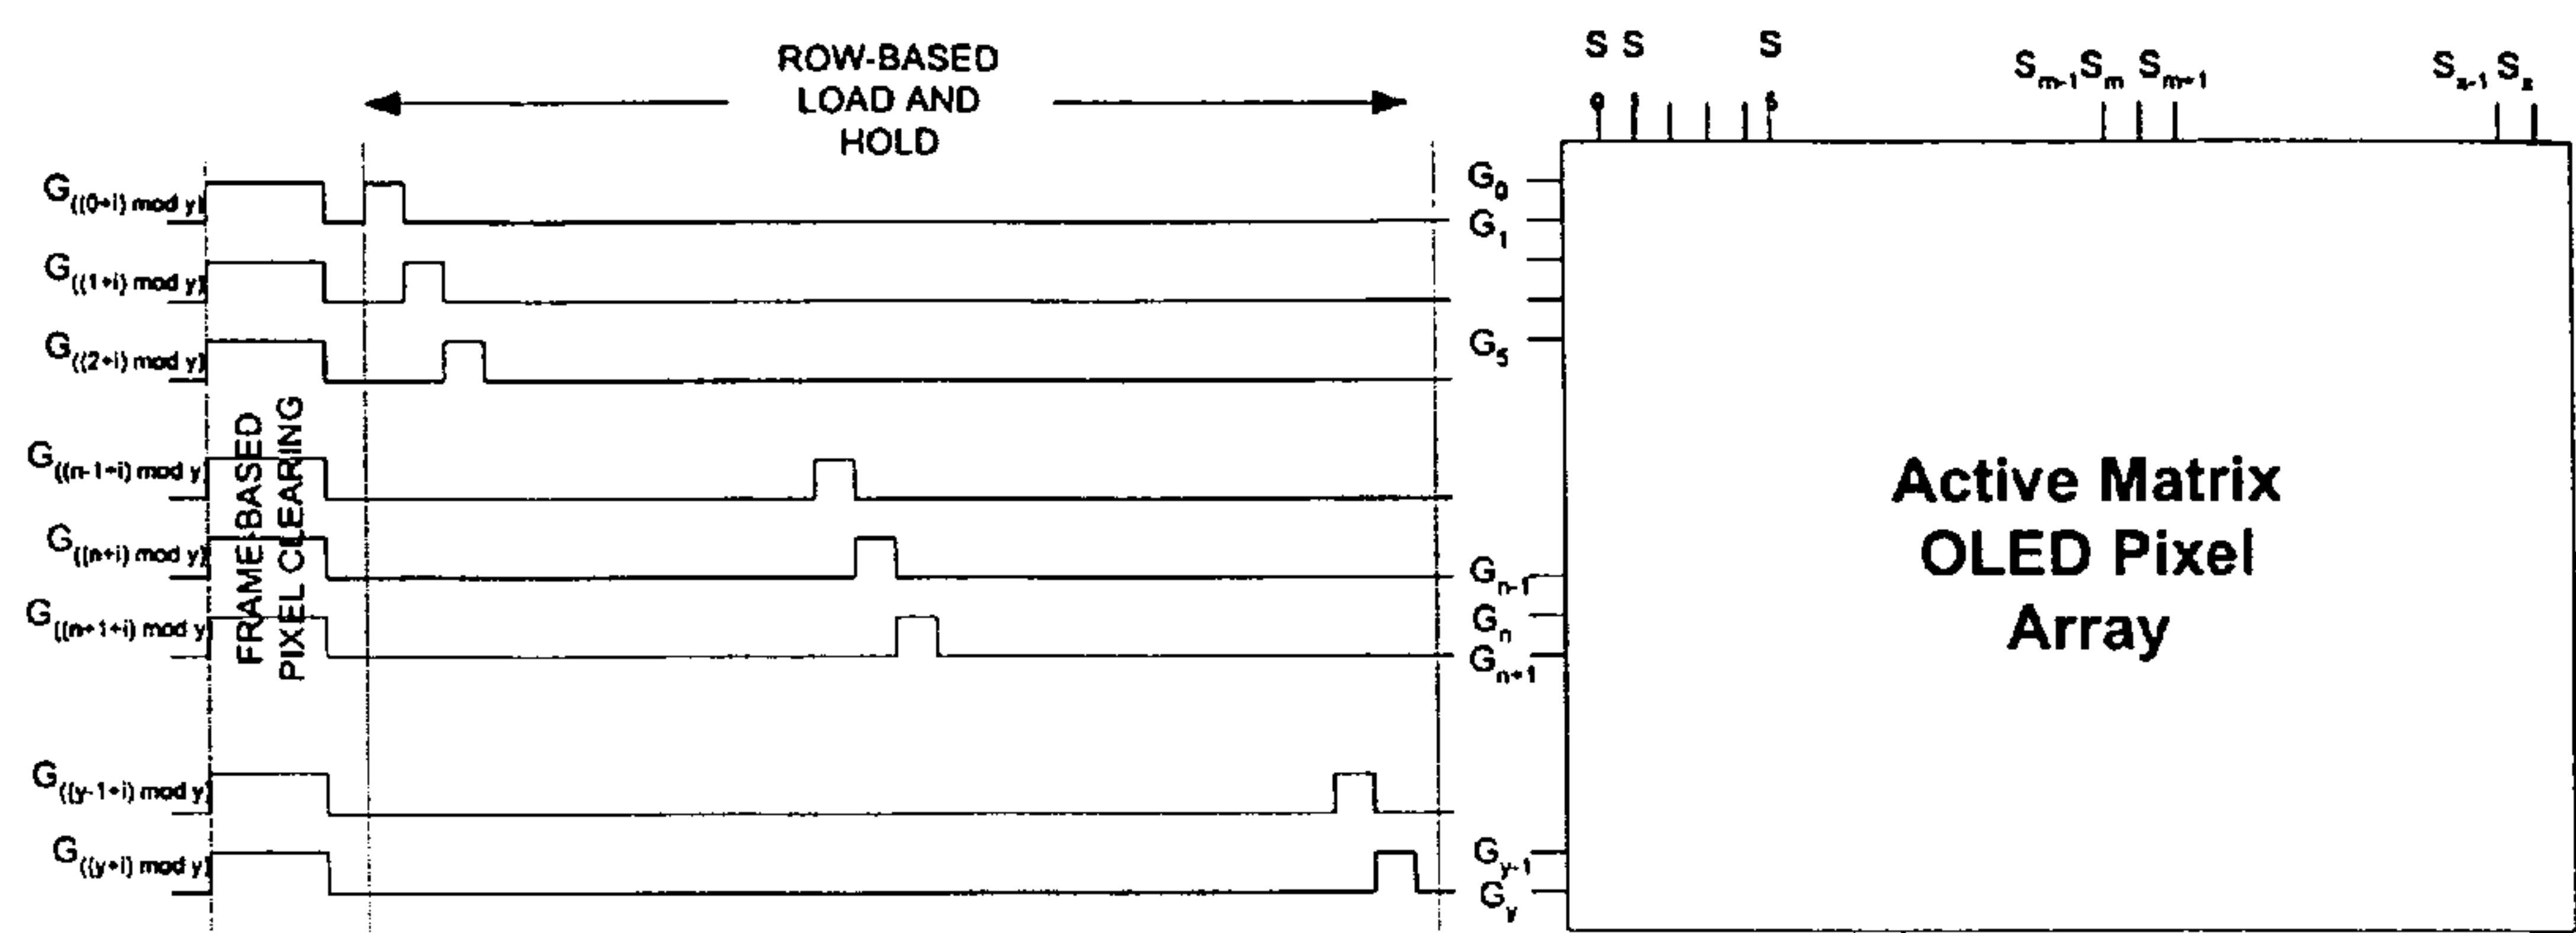 ROW-BASED
LOAD AND
HOLD
G((0+i) mod y)
G((1+i) mod y)
G((2+i) mod y)
G((n-1+i) mod y)
G((n+i) mod y)
G((n+1+i) mod y)
G((y-1+i) mod y)
G((y+i) mod y)
FRAME-BASED
PIXEL CLEARING
S S S
0 5
Sm-1 Sm Sm+1
Sx-1 Sx
G0
G1
G5
Gn-1
Gn
Gn+1
Gy-1
Gy
Active Matrix
OLED Pixel
Array